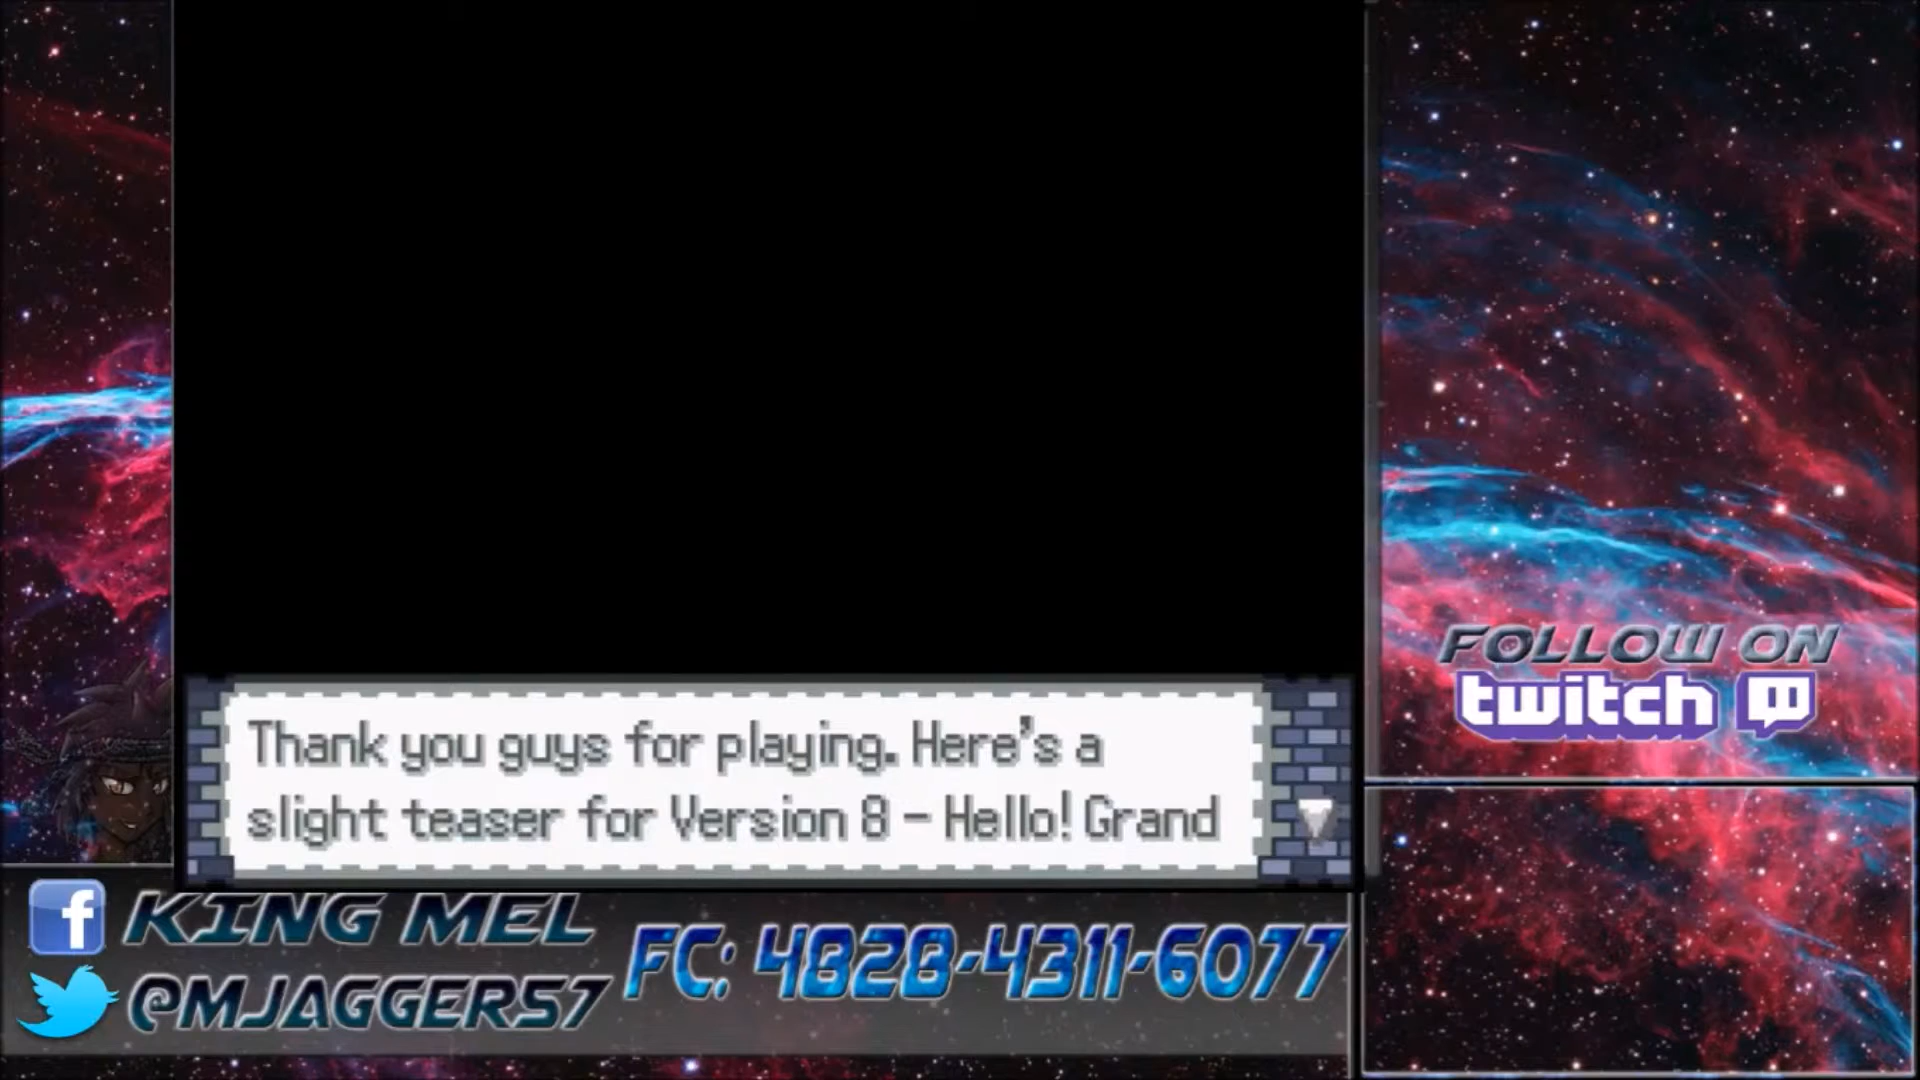 Thank you guys for playing. Here's a
slight teaser for Version 8 - Hello! Grand
FOLLOW ON
twitch
f KING MEL
@MJAGGER57
FC: 4828-4311-6077